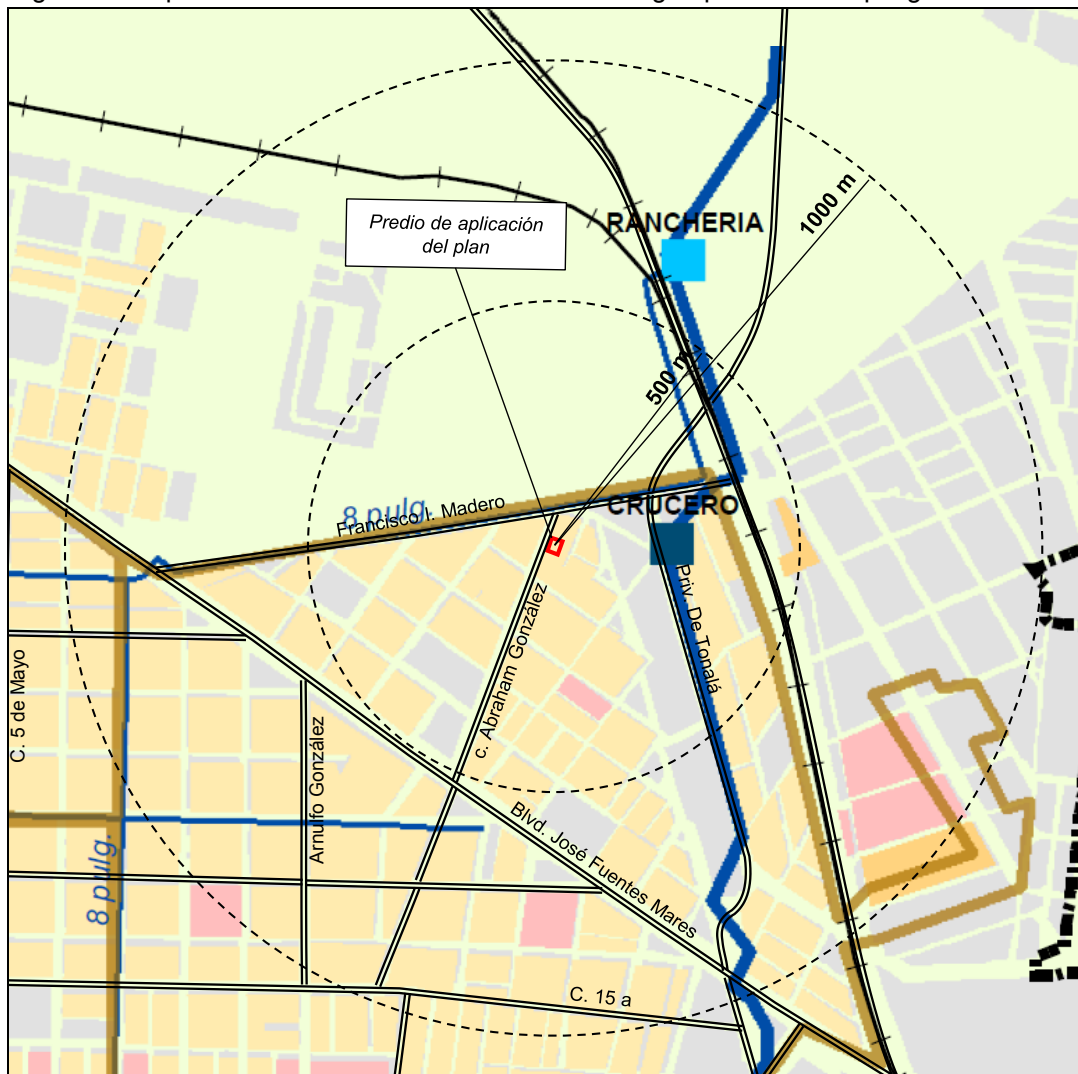 1000 m
Predio de aplicación
del plan
RANCHERIA
500 m
8 pulg.
Francisco I. Madero
CRUCERO
Priv. De Tonalá
c. Abraham González
C. 5 de Mayo
Arnulfo González
Blvd. José Fuentes Mares
8 pulg.
C. 15 a